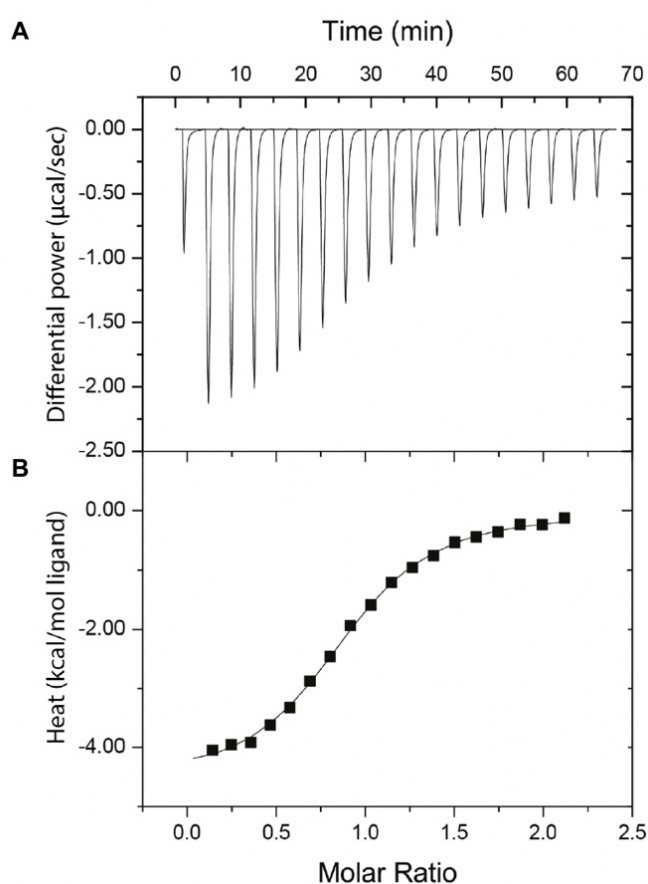 A
Time (min)
0 10 20 30 40 50 60 70
0.00
-0.50
-1.00
-1.50
-2.00
-2.50
Differential power (µcal/sec)
B
0.00
-2.00
-4.00
Heat (kcal/mol ligand)
0.0 0.5 1.0 1.5 2.0 2.5
Molar Ratio